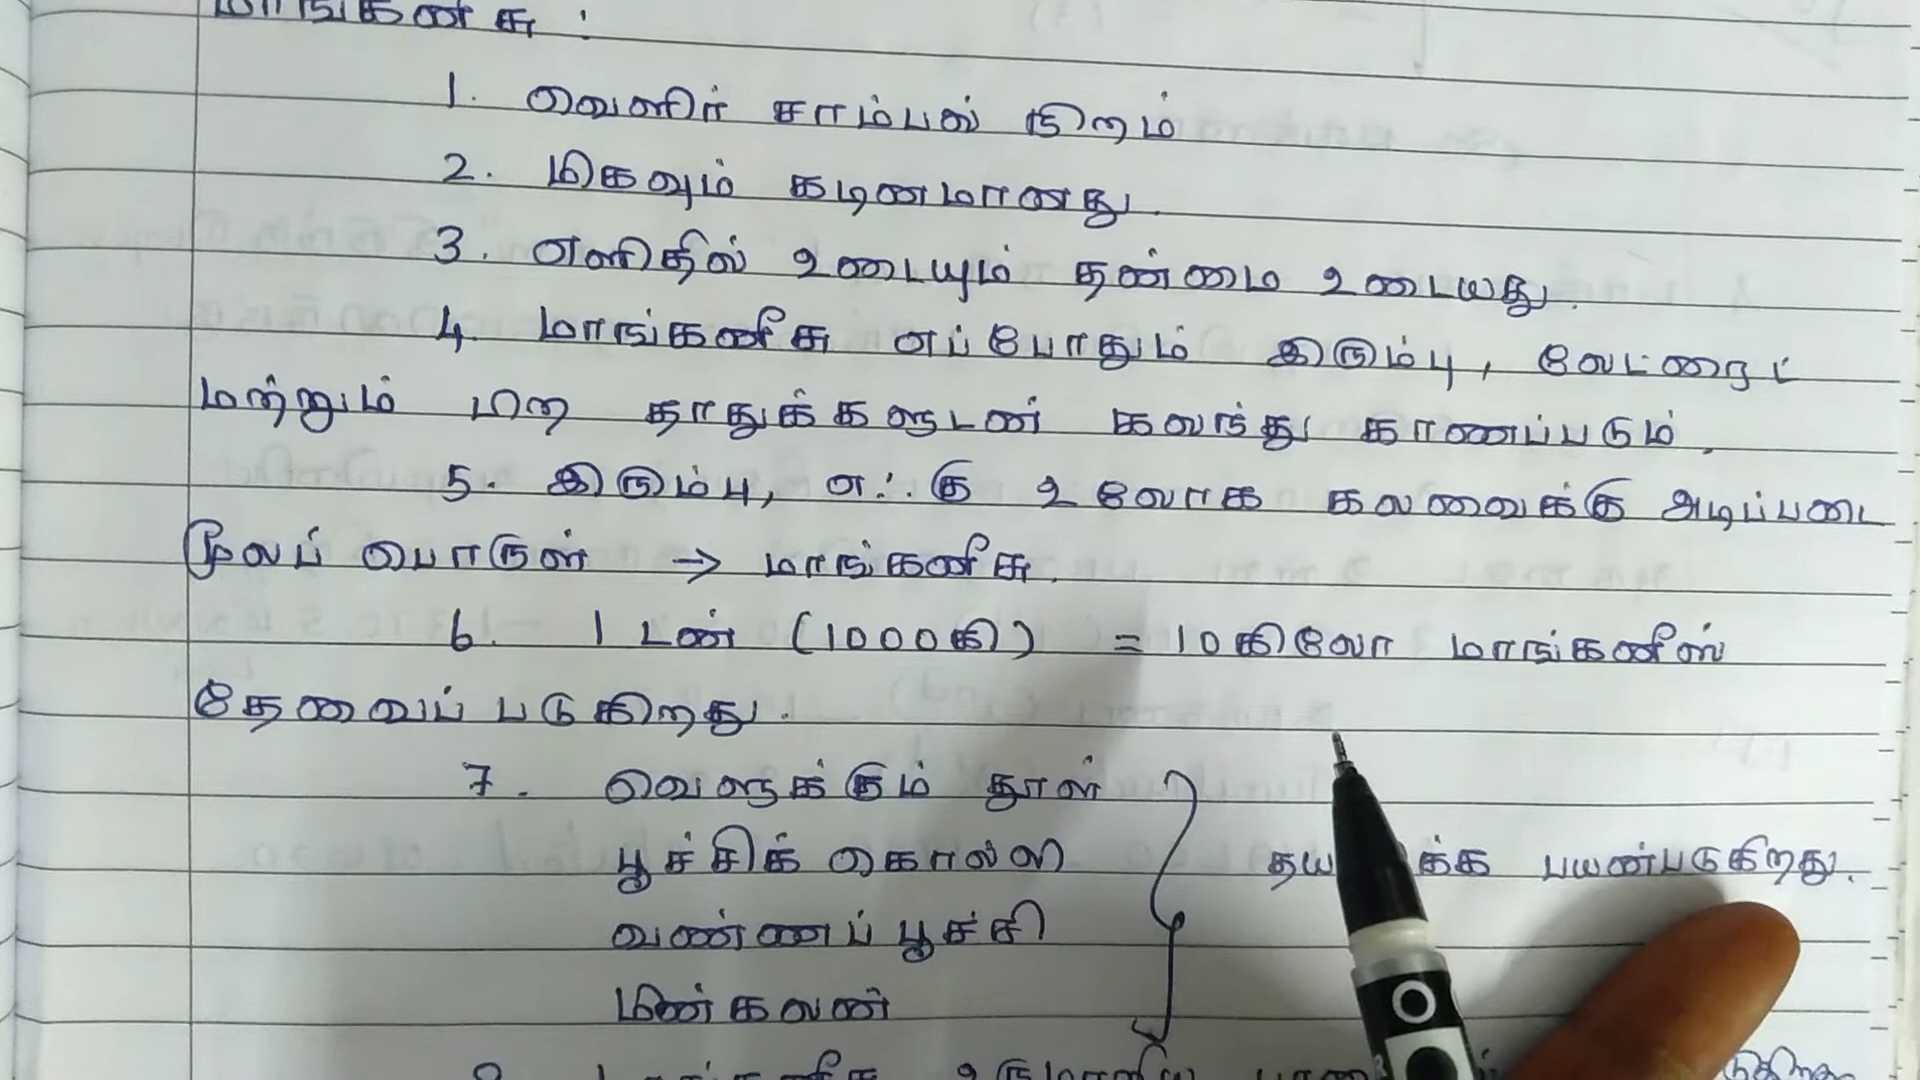 மாங்கனீசு :
1. வெளிர் சாம்பல் நிறம்
2. மிகவும் கடினமானது.
3. எளிதில் உடையும் தன்மை உடையது.
4. மாங்கனீசு எப்போதும் இரும்பு, லேட்ரைட்
மற்றும் பிற தாதுக்களுடன் கலந்து காணப்படும்.
5. இரும்பு, எஃகு உலோக கலவைக்கு அடிப்படை
மூலப் பொருள் → மாங்கனீசு.
6. 1 டன் (1000கி) = 10கிலோ மாங்கனீஸ்
தேவைப் படுகிறது.
7. வெளுக்கும் தூள்
பூச்சிக் கொல்லி பயன்படுகிறது.
வண்ணப் பூச்சி
மின்கலன்